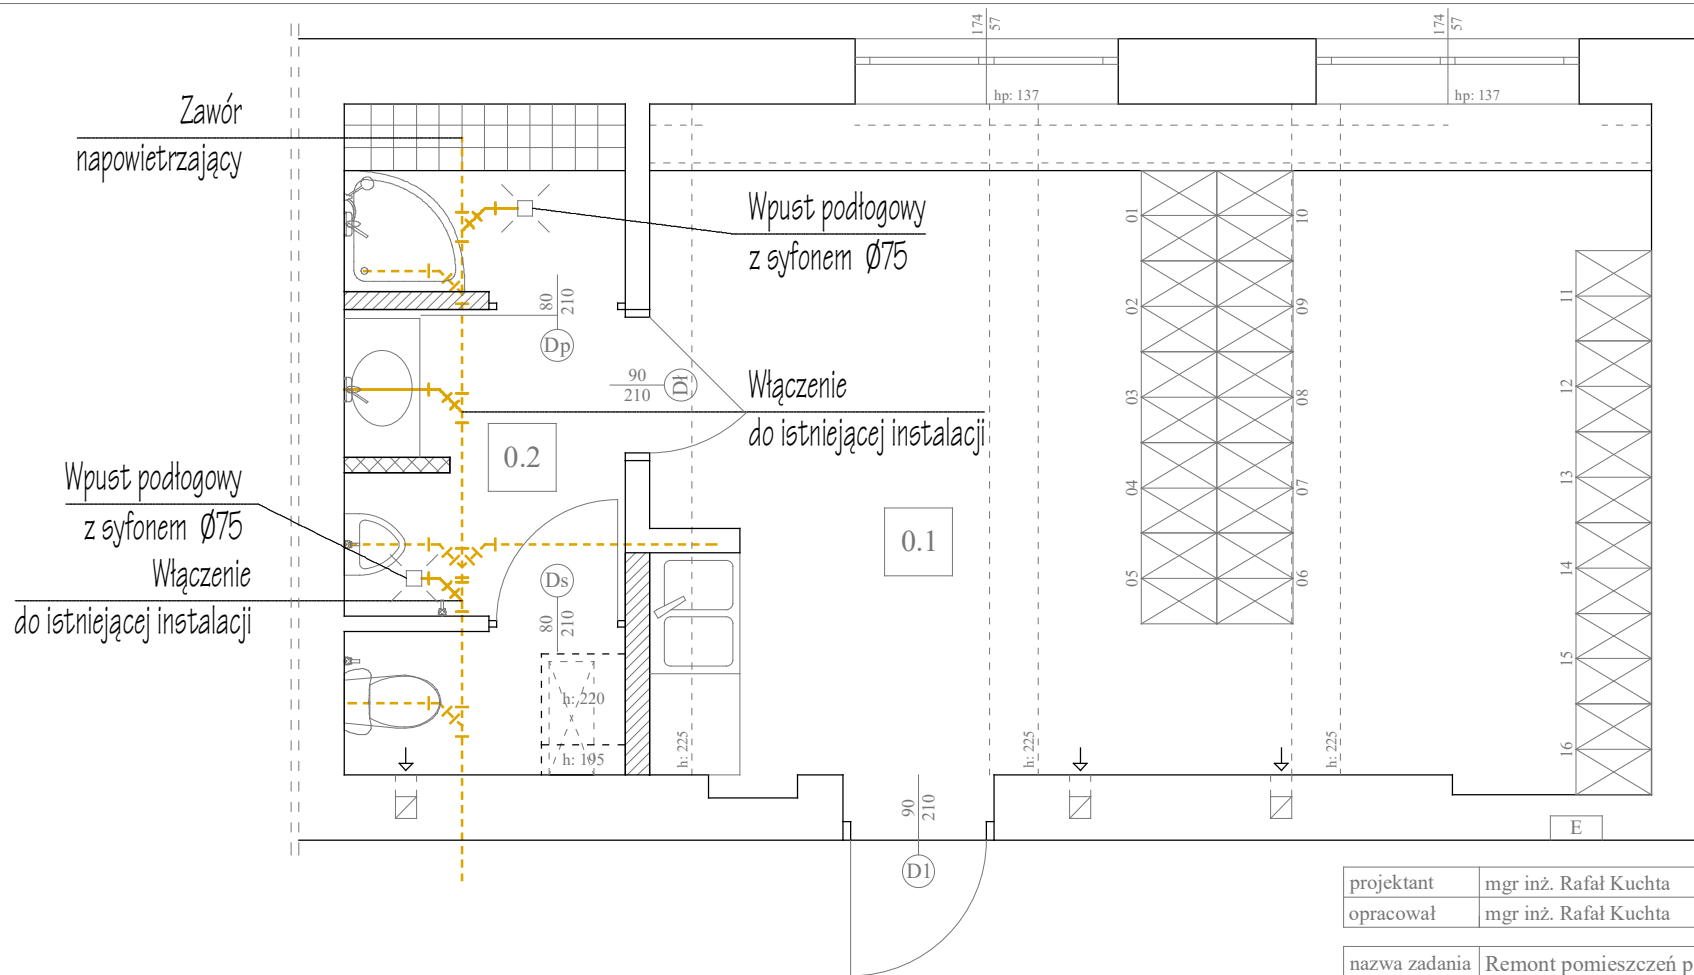 174
57
174
57
hp: 137
hp: 137
Zawór
napowietrzający
Wpust podłogowy
z syfonem Ø75
01
10
02
09
03
08
04
07
05
06
11
12
13
14
15
16
80
210
Dp
90
210
Dł
Włączenie
do istniejącej instalacji
0.2
Wpust podłogowy
z syfonem Ø75
Włączenie
do istniejącej instalacji
0.1
Ds
80
210
h: 220
h: 195
h: 225
h: 225
h: 225
90
210
D1
E
projektant mgr inż. Rafał Kuchta
opracował mgr inż. Rafał Kuchta
nazwa zadania Remont pomieszczeń p